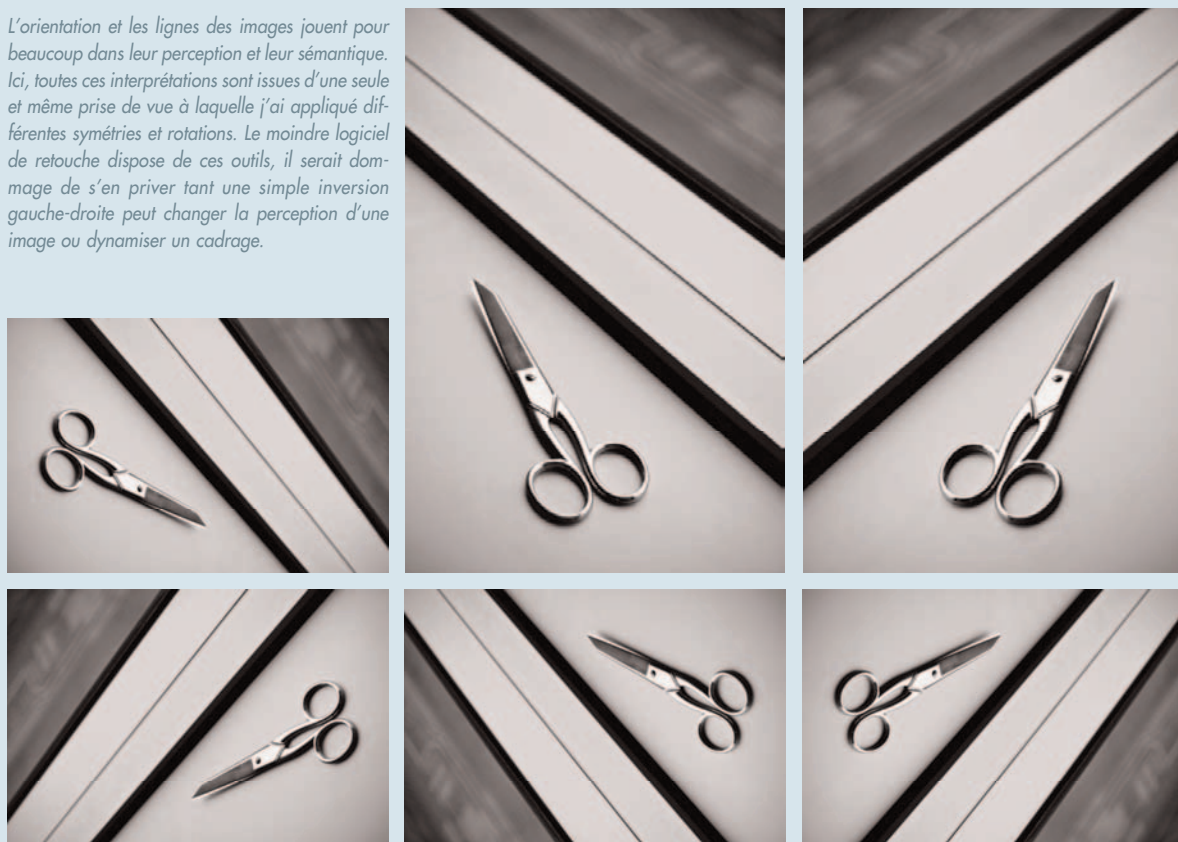 L'orientation et les lignes des images jouent pour
beaucoup dans leur perception et leur sémantique.
Ici, toutes ces interprétations sont issues d'une seule
et même prise de vue à laquelle j'ai appliqué dif-
férentes symétries et rotations. Le moindre logiciel
de retouche dispose de ces outils, il serait dom-
mage de s'en priver tant une simple inversion
gauche-droite peut changer la perception d'une
image ou dynamiser un cadrage.